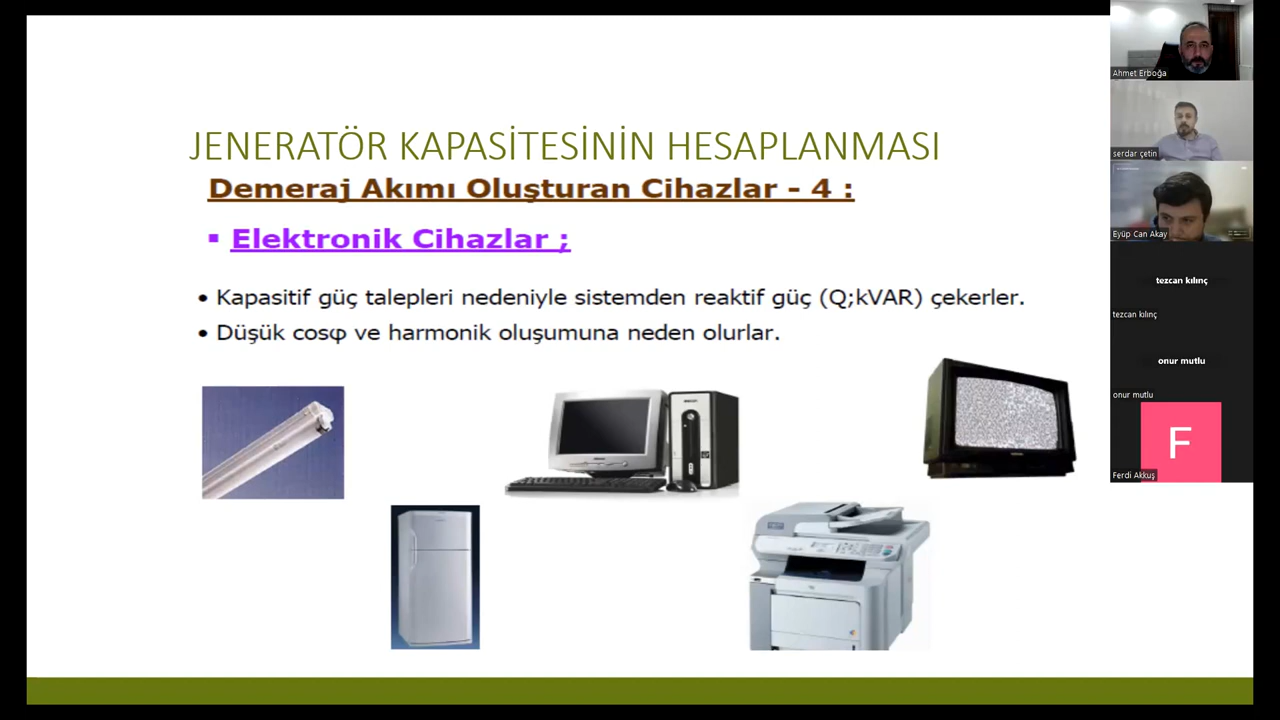 JENERATÖR KAPASİTESİNİN HESAPLANMASI
Demeraj Akımı Oluşturan Cihazlar - 4 :
▪ Elektronik Cihazlar ;
• Kapasitif güç talepleri nedeniyle sistemden reaktif güç (Q;kVAR) çekerler.
• Düşük cosφ ve harmonik oluşumuna neden olurlar.
Ahmet Erboğa
serdar çetin
Eyüp Can Akay
tezcan kılınç
tezcan kılınç
onur mutlu
onur mutlu
F
Ferdi Akkuş